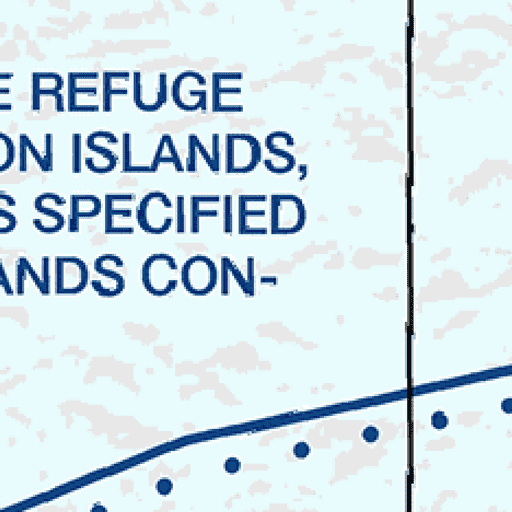 E REFUGE
ON ISLANDS,
S SPECIFIED
ANDS CON-